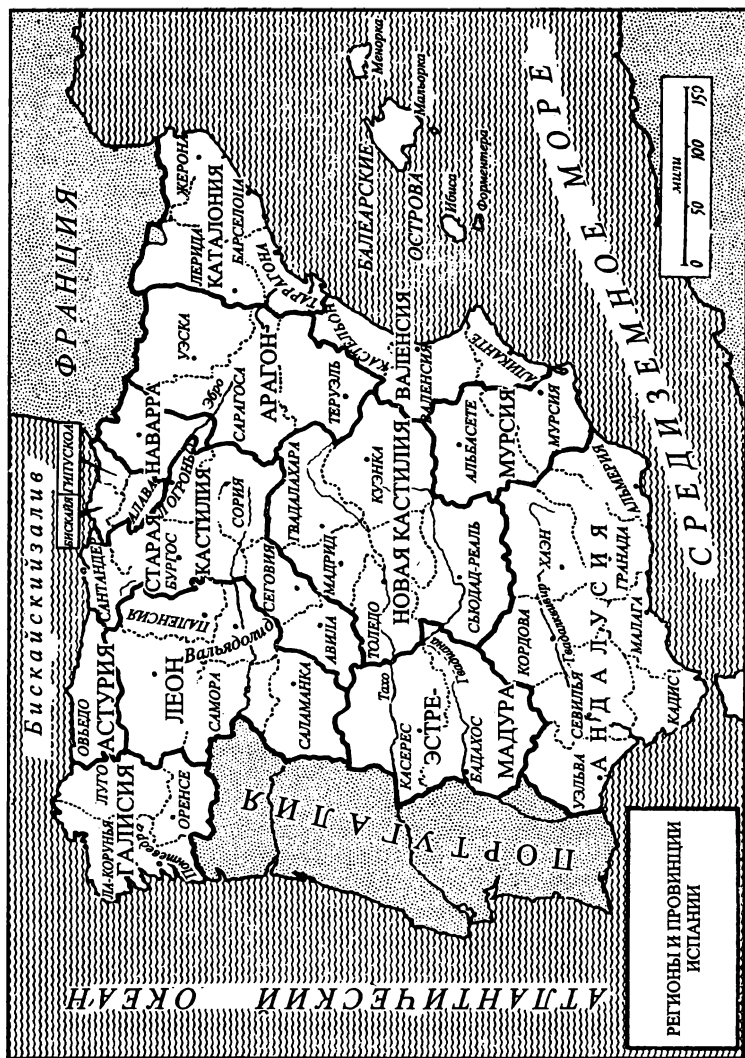 Бискайский залив
ФРАНЦИЯ
БИСКАЙЯ
ГИПУСКОА
ЛА-КОРУНЬЯ
ЛУГО
ГАЛИСИЯ
Понтеведра
ОРЕНСЕ
ОВЬЕДО
АСТУРИЯ
САНТАНДЕР
АЛАВА
НАВАРРА
ЛОГРОНЬО
ЛЕОН
ПАЛЕНСИЯ
СТАРАЯ
БУРГОС
КАСТИЛИЯ
САМОРА
Вальядолид
СОРИЯ
СЕГОВИЯ
АВИЛА
САЛАМАНКА
Эбро
УЭСКА
САРАГОСА
АРАГОН
ТЕРУЭЛЬ
ЛЕРИДА
ЖЕРОНА
КАТАЛОНИЯ
БАРСЕЛОНА
ТАРРАГОНА
ПОРТУГАЛИЯ
Тахо
КАСЕРЕС
ЭСТРЕ-
Гвадиана
БАДАХОС
МАДУРА
ГВАДАЛАХАРА
МАДРИД
ТОЛЕДО
КУЭНКА
НОВАЯ КАСТИЛИЯ
СЬЮДАД-РЕАЛЬ
КАСТЕЛЬОН
ВАЛЕНСИЯ
ВАЛЕНСИЯ
АЛИКАНТЕ
АЛЬБАСЕТЕ
МУРСИЯ
МУРСИЯ
БАЛЕАРСКИЕ
ОСТРОВА
Менорка
Мальорка
Ибиса
Форментера
КОРДОВА
ХАЭН
Гвадалквивир
УЭЛЬВА
СЕВИЛЬЯ
АНДАЛУСИЯ
ГРАНАДА
АЛЬМЕРИЯ
МАЛАГА
КАДИС
АТЛАНТИЧЕСКИЙ ОКЕАН
СРЕДИЗЕМНОЕ МОРЕ
РЕГИОНЫ И ПРОВИНЦИИ
ИСПАНИИ
мили
0 50 100 150